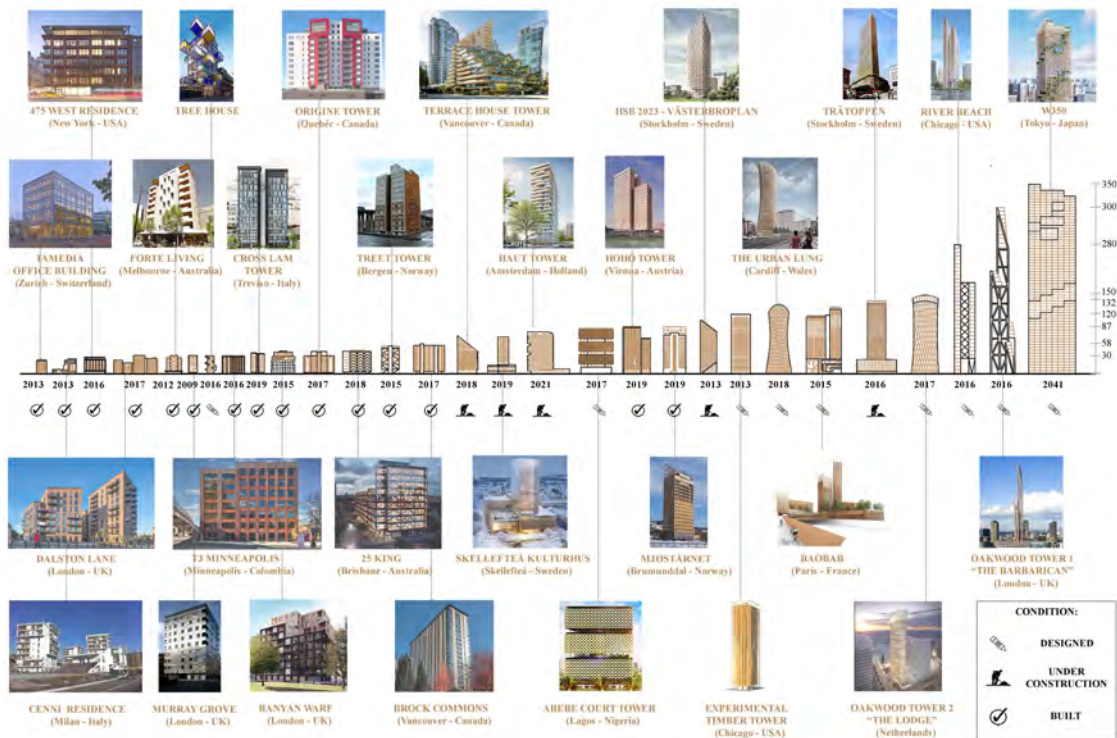 475 WEST RESIDENCE
(New York - USA)
TREE HOUSE
ORIGINE TOWER
(Quebéc - Canada)
TERRACE HOUSE TOWER
(Vancouver - Canada)
HSB 2023 - VÄSTERBROPLAN
(Stockholm - Sweden)
TRÄTOPPEN
(Stockholm - Sweden)
RIVER BEACH
(Chicago - USA)
W350
(Tokyo - Japan)
TAMEDIA
OFFICE BUILDING
(Zurich - Switzerland)
FORTE LIVING
(Melbourne - Australia)
CROSS LAM
TOWER
(Treviso - Italy)
TREET TOWER
(Bergen - Norway)
HAUT TOWER
(Amsterdam - Holland)
HOHO TOWER
(Vienna - Austria)
THE URBAN LUNG
(Cardiff - Wales)
350
300
280
150
132
120
87
58
30
2013 2013 2016 2017 2012 2009 2016 2016 2019 2015 2017 2018 2015 2017 2018 2019 2021 2017 2019 2019 2013 2013 2018 2015 2016 2017 2016 2016 2041
DALSTON LANE
(London - UK)
T3 MINNEAPOLIS
(Minneapolis - Colombia)
25 KING
(Brisbane - Australia)
SKELLEFTEÅ KULTURHUS
(Skellefteå - Sweden)
MJØSTÅRNET
(Brumunddal - Norway)
BAOBAB
(Paris - France)
OAKWOOD TOWER 1
"THE BARBARICAN"
(London - UK)
CENNI RESIDENCE
(Milan - Italy)
MURRAY GROVE
(London - UK)
BANYAN WARF
(London - UK)
BROCK COMMONS
(Vancouver - Canada)
ABEBE COURT TOWER
(Lagos - Nigeria)
EXPERIMENTAL
TIMBER TOWER
(Chicago - USA)
OAKWOOD TOWER 2
"THE LODGE"
(Netherlands)
CONDITION:
DESIGNED
UNDER
CONSTRUCTION
BUILT